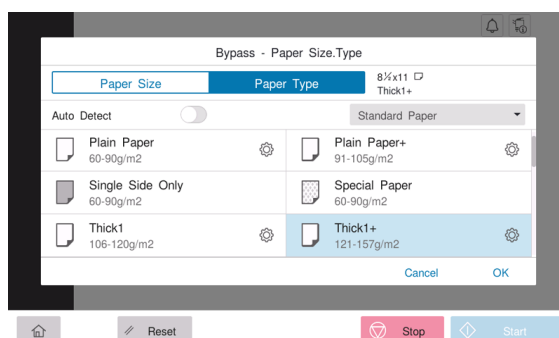 Bypass - Paper Size.Type
Paper Size
Paper Type
8½x11
Thick1+
Auto Detect
Standard Paper
Plain Paper
60-90g/m2
Plain Paper+
91-105g/m2
Single Side Only
60-90g/m2
Special Paper
60-90g/m2
Thick1
106-120g/m2
Thick1+
121-157g/m2
Cancel
OK
Reset
Stop
Start